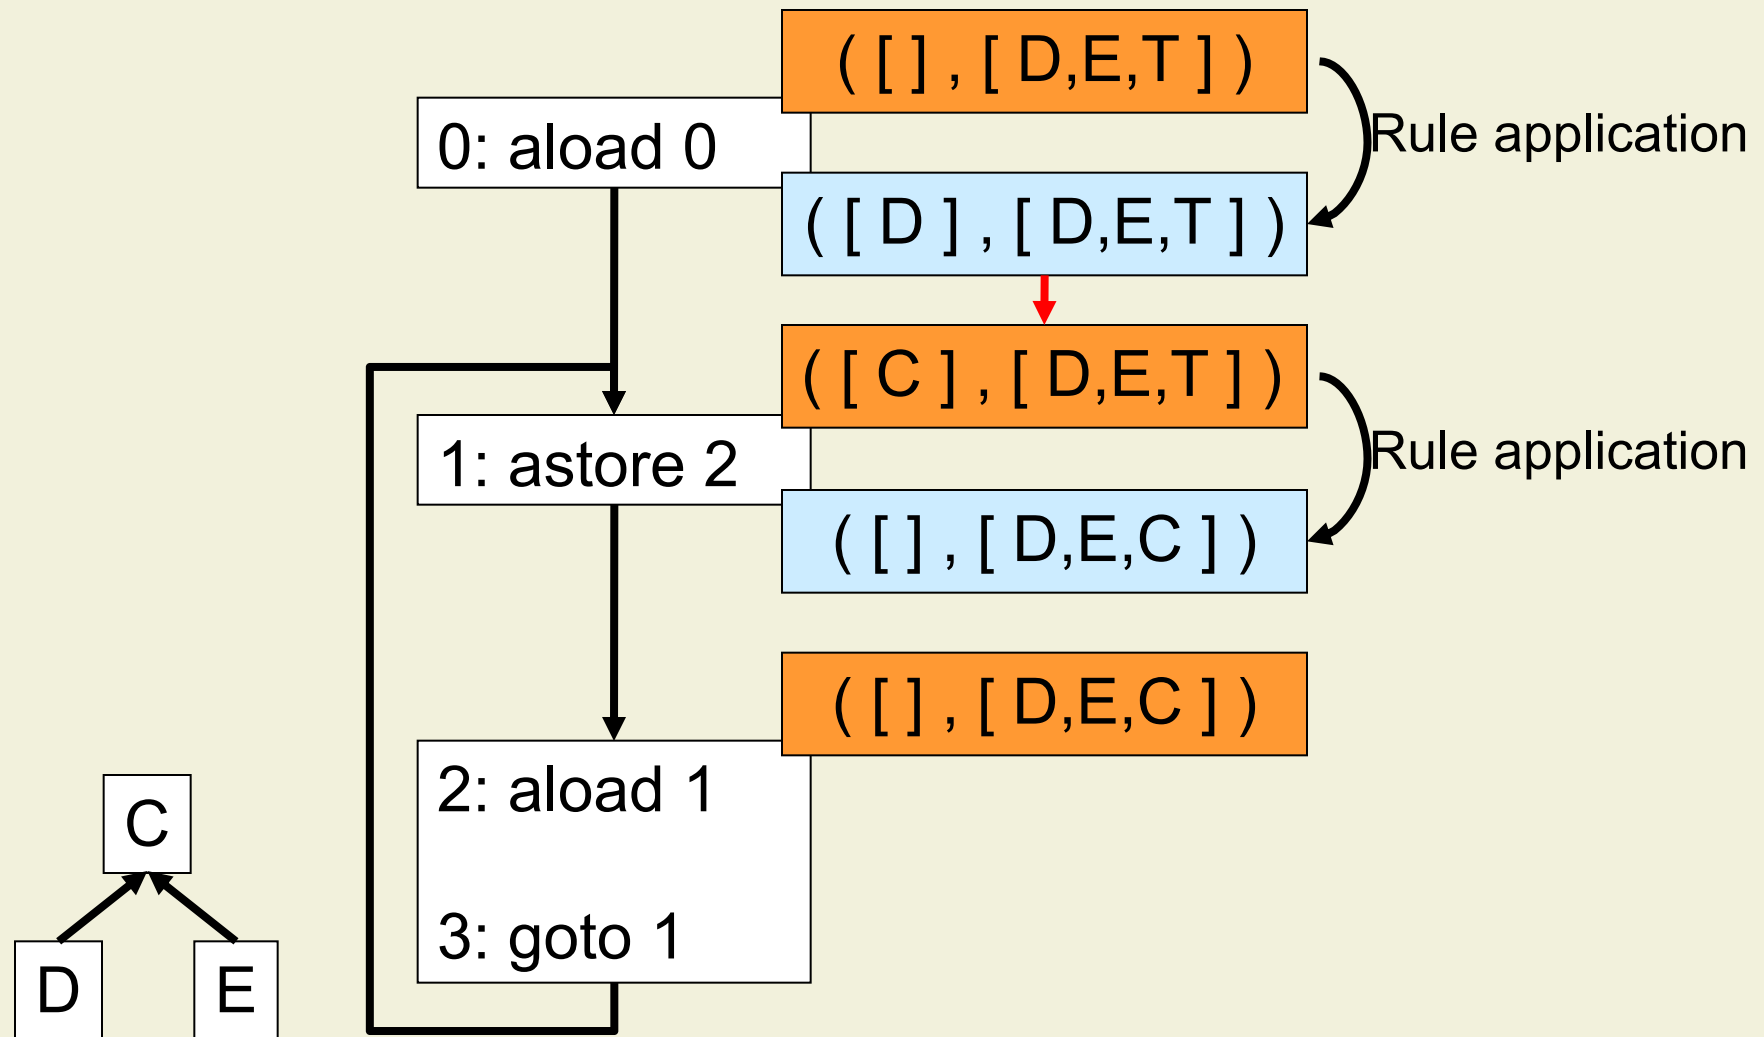 ( [ ] , [ D,E,T ] )
0: aload 0
Rule application
( [ D ] , [ D,E,T ] )
( [ C ] , [ D,E,T ] )
1: astore 2
Rule application
( [ ] , [ D,E,C ] )
( [ ] , [ D,E,C ] )
2: aload 1
3: goto 1
C
D
E